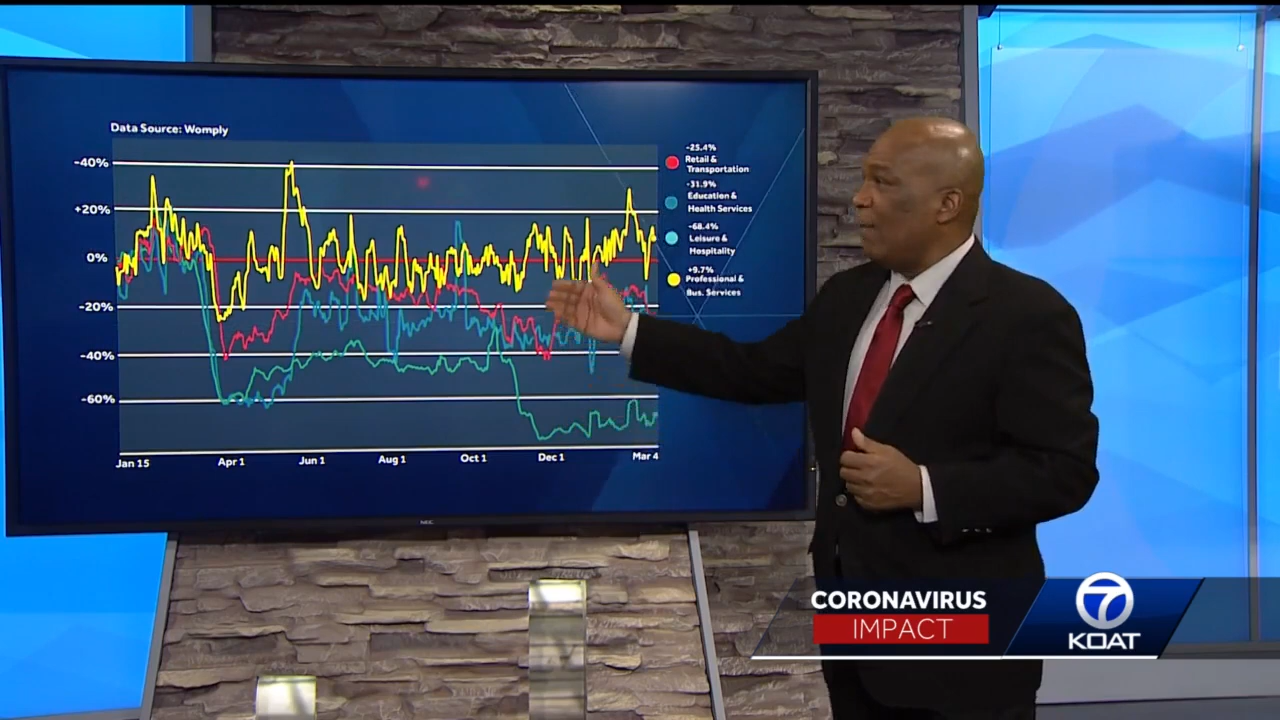 Data Source: Womply
-40%
+20%
0%
-20%
-40%
-60%
Jan 15 Apr 1 Jun 1 Aug 1 Oct 1 Dec 1 Mar 4
-25.4%
Retail &
Transportation
-31.9%
Education &
Health Services
-68.4%
Leisure &
Hospitality
+9.7%
Professional &
Bus. Services
NEC
CORONAVIRUS
IMPACT
7
KOAT